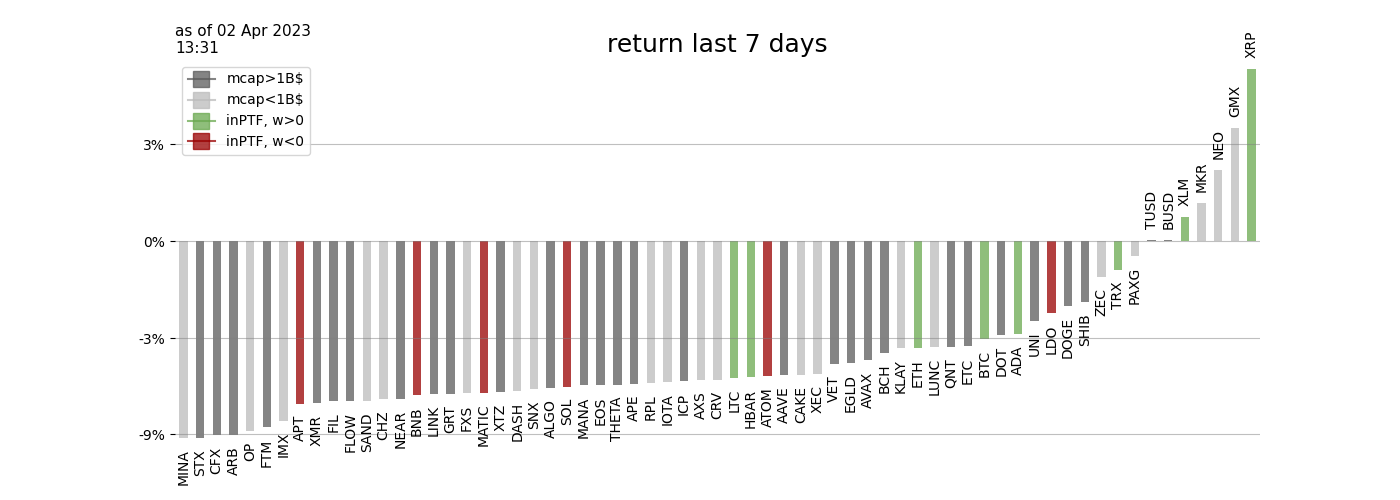 as of 02 Apr 2023
13:31
return last 7 days
mcap>1B$
mcap<1B$
inPTF, w>0
inPTF, w<0
3%
0%
-3%
-9%
MINA
STX
CFX
ARB
OP
FTM
IMX
APT
XMR
FIL
FLOW
SAND
CHZ
NEAR
BNB
LINK
GRT
FXS
MATIC
XTZ
DASH
SNX
ALGO
SOL
MANA
EOS
THETA
APE
RPL
IOTA
ICP
AXS
CRV
LTC
HBAR
ATOM
AAVE
CAKE
XEC
VET
EGLD
AVAX
BCH
KLAY
ETH
LUNC
QNT
ETC
BTC
DOT
ADA
UNI
LDO
DOGE
SHIB
ZEC
TRX
PAXG
TUSD
BUSD
XLM
MKR
NEO
GMX
XRP